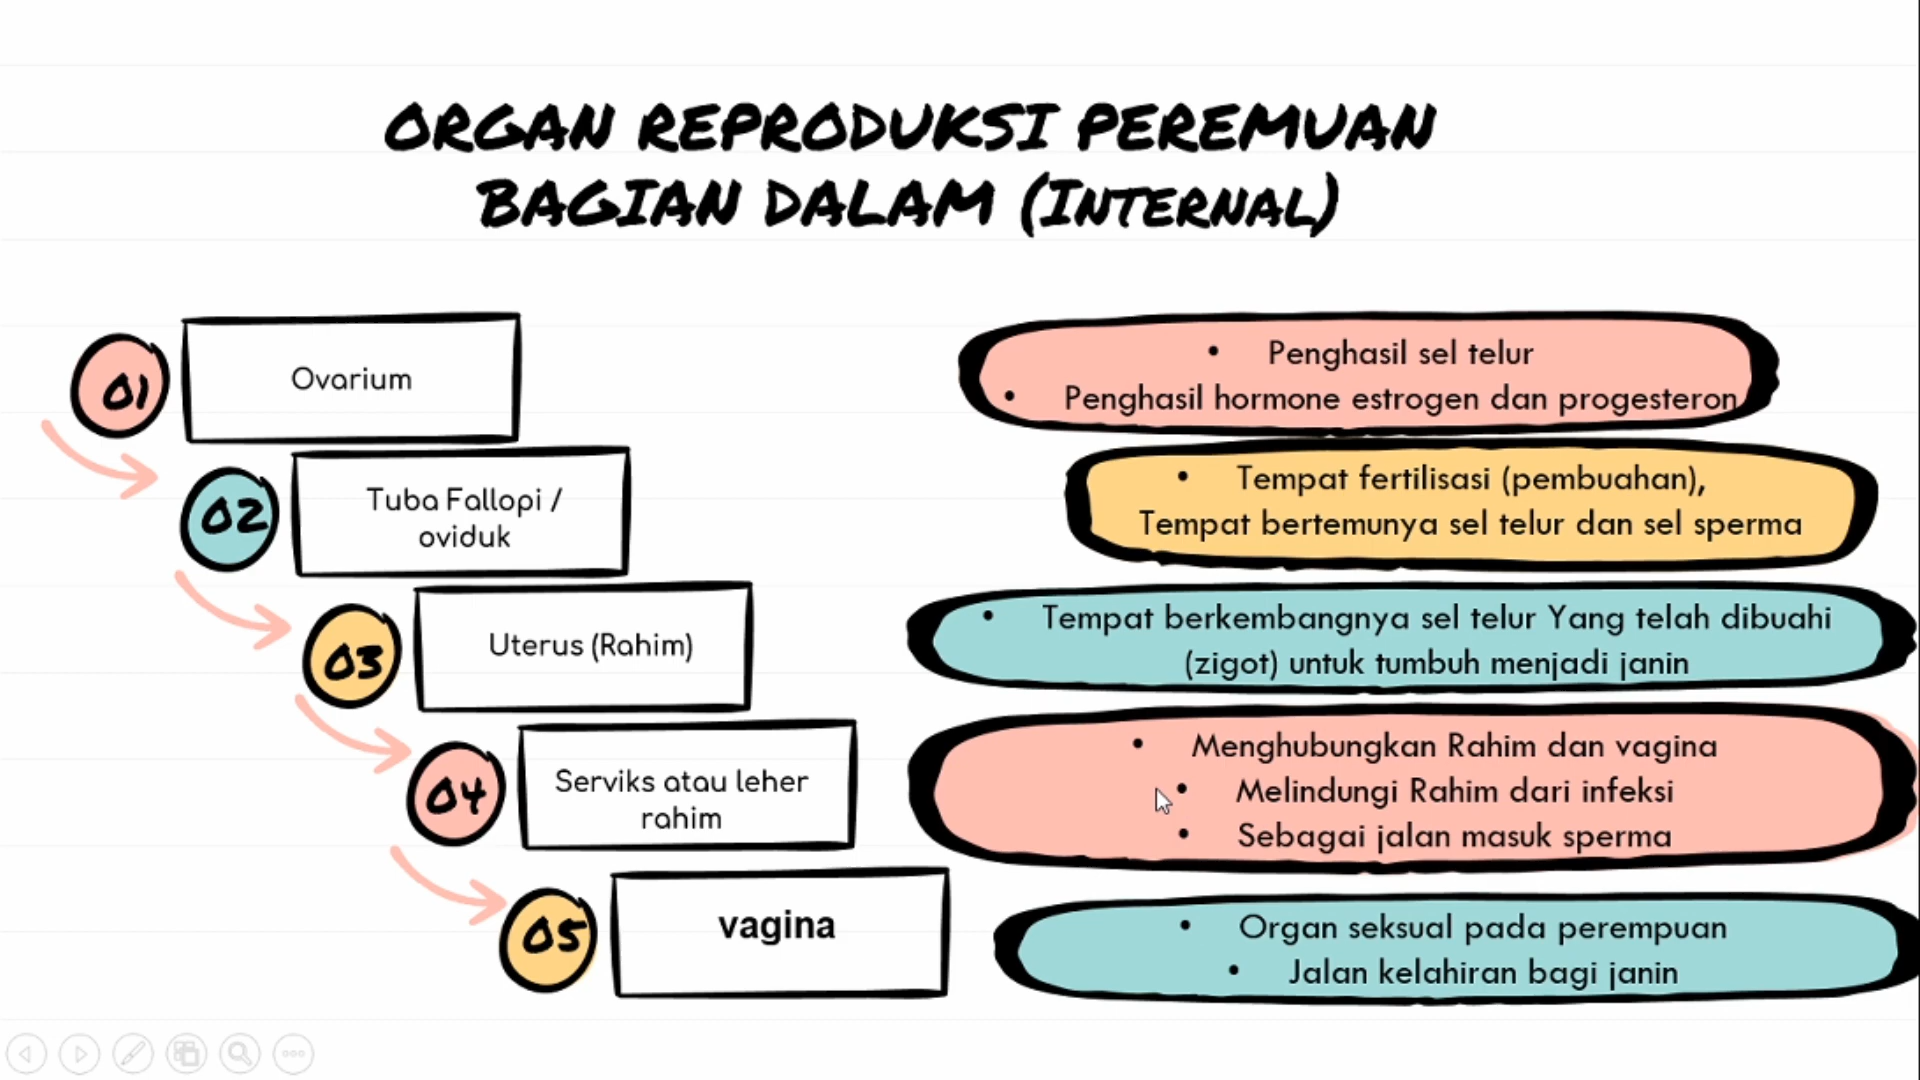 ORGAN REPRODUKSI PEREMUAN
BAGIAN DALAM (INTERNAL)
01
Ovarium
• Penghasil sel telur
• Penghasil hormone estrogen dan progesteron
02
Tuba Fallopi /
oviduk
• Tempat fertilisasi (pembuahan),
Tempat bertemunya sel telur dan sel sperma
03
Uterus (Rahim)
• Tempat berkembangnya sel telur Yang telah dibuahi
(zigot) untuk tumbuh menjadi janin
04
Serviks atau leher
rahim
• Menghubungkan Rahim dan vagina
• Melindungi Rahim dari infeksi
• Sebagai jalan masuk sperma
05
vagina
• Organ seksual pada perempuan
• Jalan kelahiran bagi janin